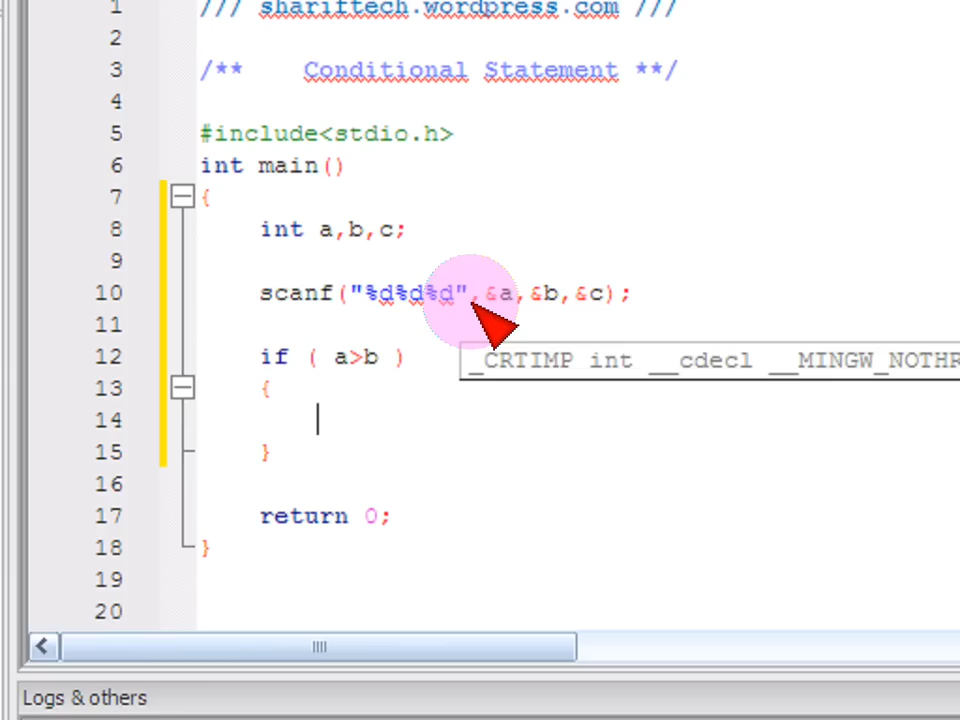 1 /// shariftech.wordpress.com ///
2
3 /** Conditional Statement **/
4
5 #include<stdio.h>
6 int main()
7 {
8 int a,b,c;
9
10 scanf("%d%d%d",&a,&b,&c);
11
12 if ( a>b )
_CRTIMP int __cdecl __MINGW_NOTHR
13 {
14
15 }
16
17 return 0;
18 }
19
20
Logs & others